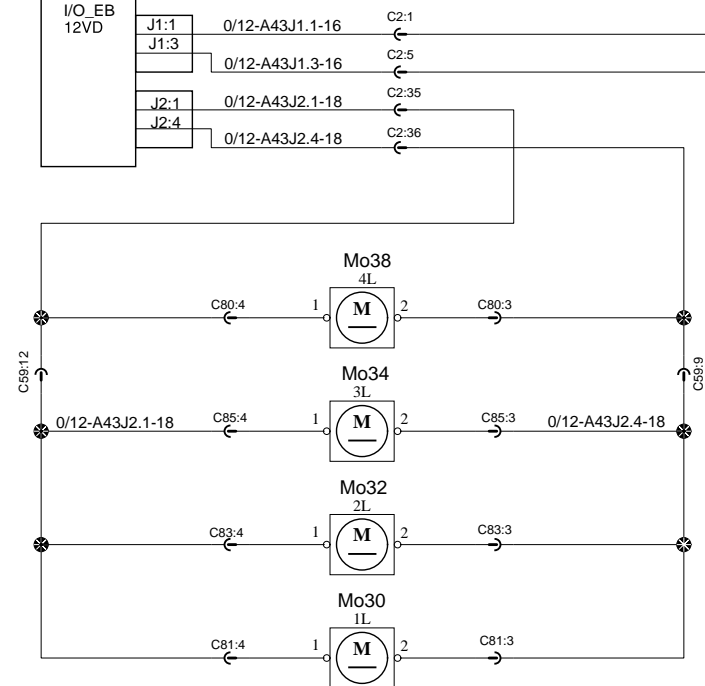 I/O_EB
12VD
J1:1
0/12-A43J1.1-16
C2:1
J1:3
0/12-A43J1.3-16
C2:5
J2:1
0/12-A43J2.1-18
C2:35
J2:4
0/12-A43J2.4-18
C2:36
Mo38
4L
C80:4
1
M
2
C80:3
C59:12
C59:9
Mo34
3L
0/12-A43J2.1-18
C85:4
1
M
2
C85:3
0/12-A43J2.4-18
Mo32
2L
C83:4
1
M
2
C83:3
Mo30
1L
C81:4
1
M
2
C81:3